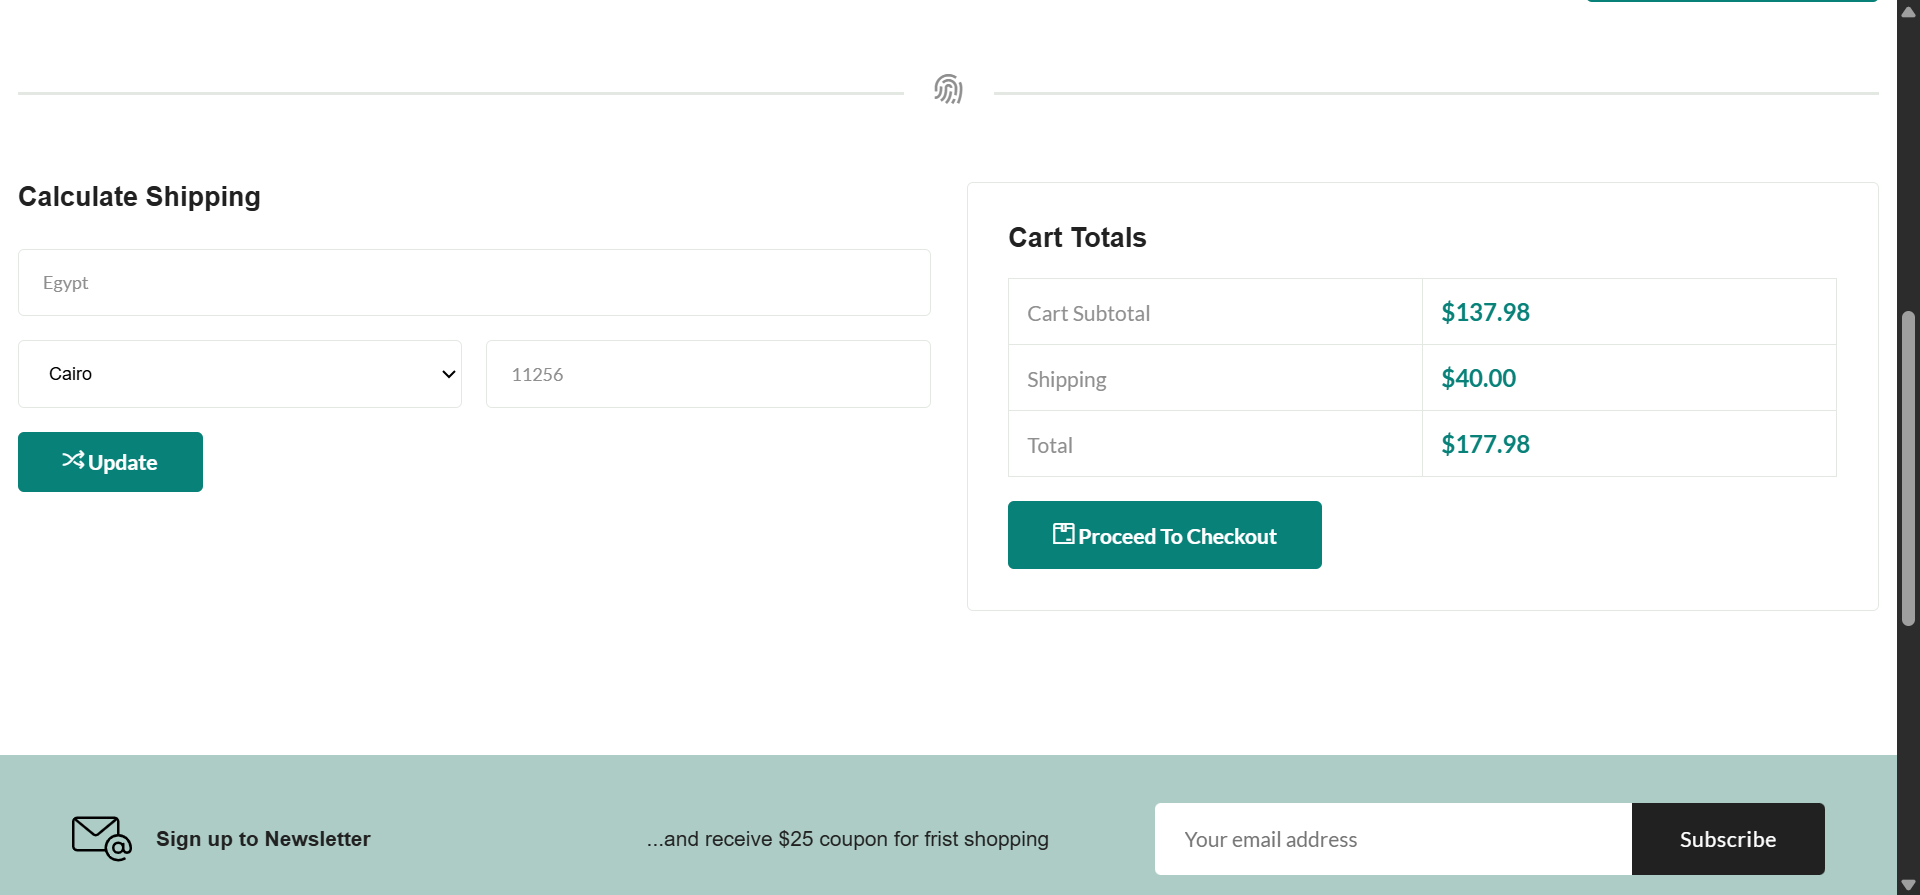 Calculate Shipping
Egypt
Cairo
11256
Update
Cart Totals
Cart Subtotal $137.98
Shipping $40.00
Total $177.98
Proceed To Checkout
Sign up to Newsletter
...and receive $25 coupon for frist shopping
Your email address
Subscribe